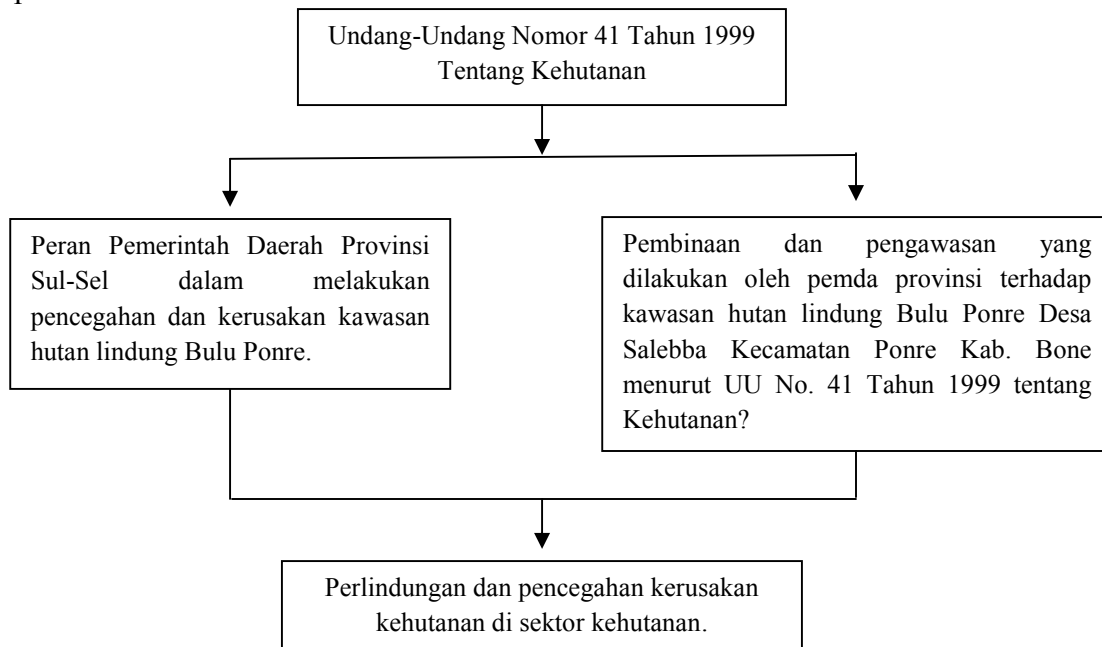 Undang-Undang Nomor 41 Tahun 1999
Tentang Kehutanan
Peran Pemerintah Daerah Provinsi
Sul-Sel dalam melakukan
pencegahan dan kerusakan kawasan
hutan lindung Bulu Ponre.
Pembinaan dan pengawasan yang
dilakukan oleh pemda provinsi terhadap
kawasan hutan lindung Bulu Ponre Desa
Salebba Kecamatan Ponre Kab. Bone
menurut UU No. 41 Tahun 1999 tentang
Kehutanan?
Perlindungan dan pencegahan kerusakan
kehutanan di sektor kehutanan.